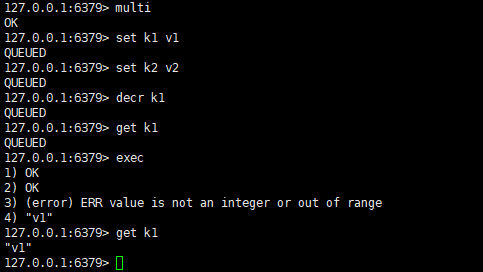 127.0.0.1:6379> multi
OK
127.0.0.1:6379> set k1 v1
QUEUED
127.0.0.1:6379> set k2 v2
QUEUED
127.0.0.1:6379> decr k1
QUEUED
127.0.0.1:6379> get k1
QUEUED
127.0.0.1:6379> exec
1) OK
2) OK
3) (error) ERR value is not an integer or out of range
4) "v1"
127.0.0.1:6379> get k1
"v1"
127.0.0.1:6379>